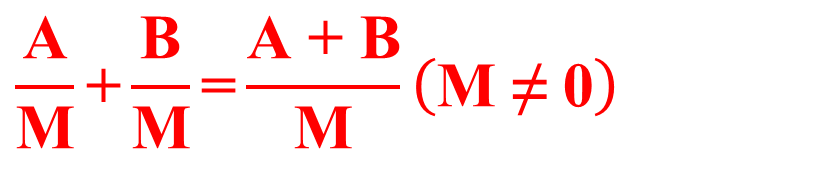 A/M + B/M = (A + B)/M (M ≠ 0)